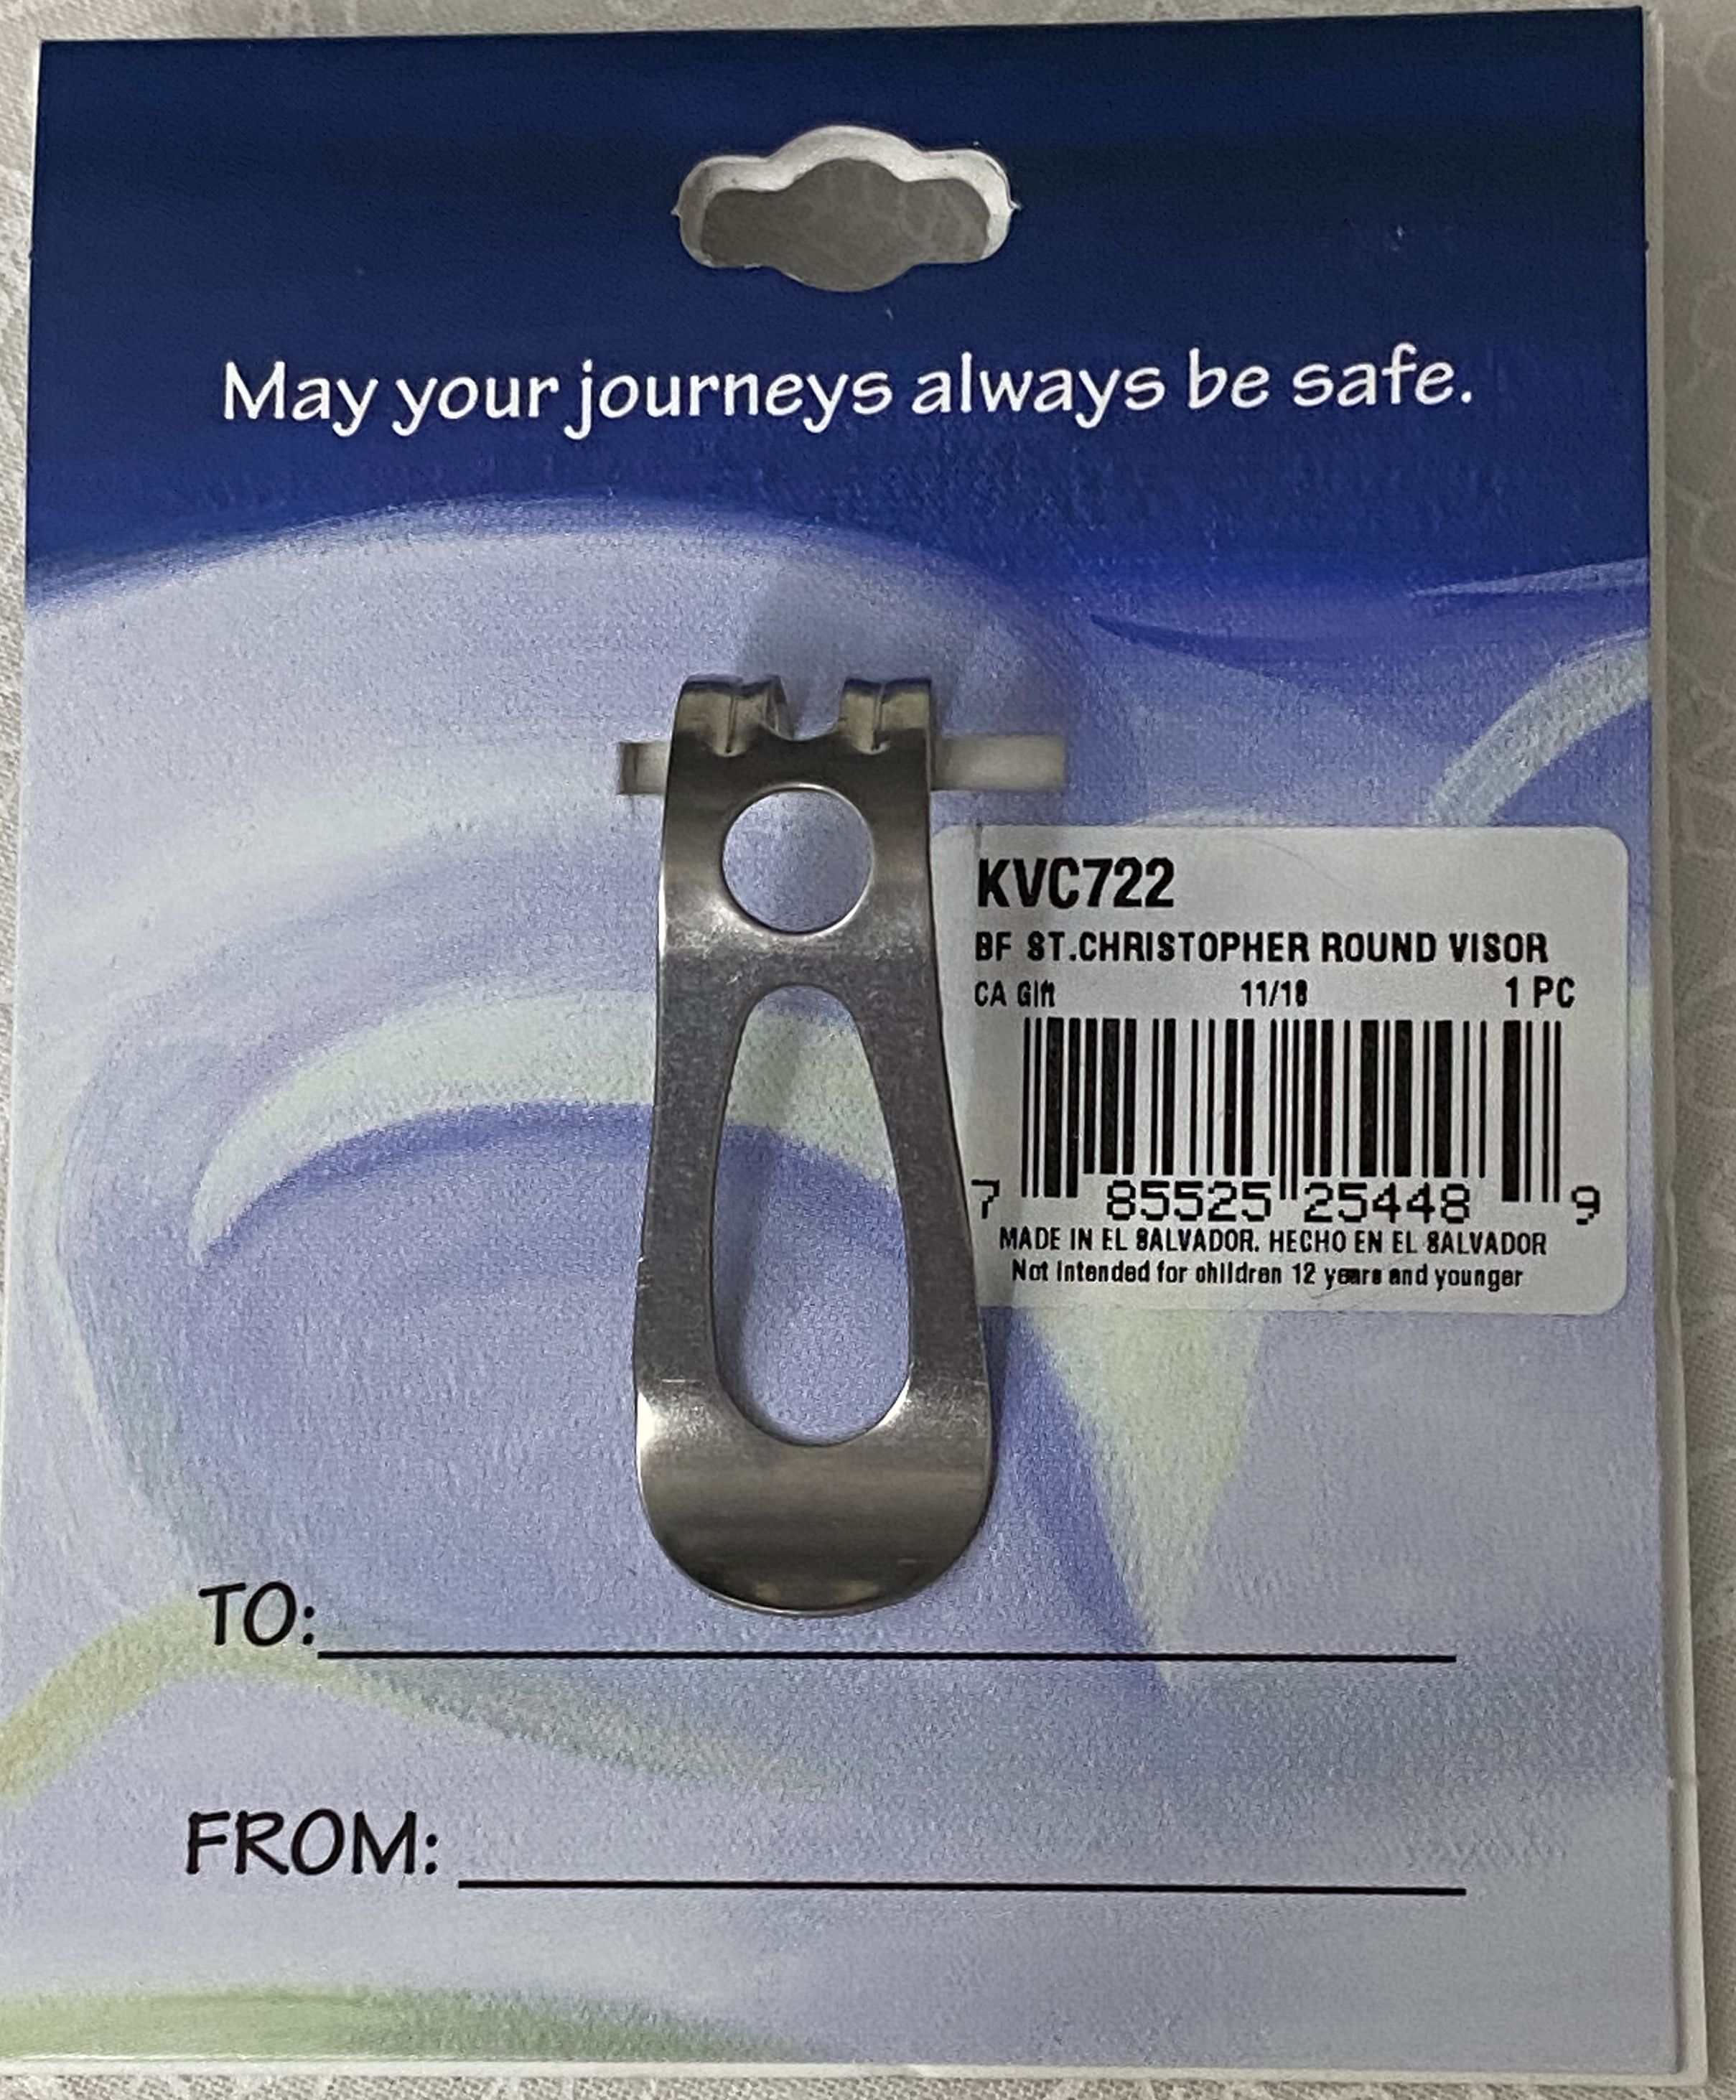 May your journeys always be safe.
KVC722
BF ST.CHRISTOPHER ROUND VISOR
CA Gift 11/18 1 PC
7 85525 25448 9
MADE IN EL SALVADOR. HECHO EN EL SALVADOR
Not intended for children 12 years and younger
TO:
FROM: